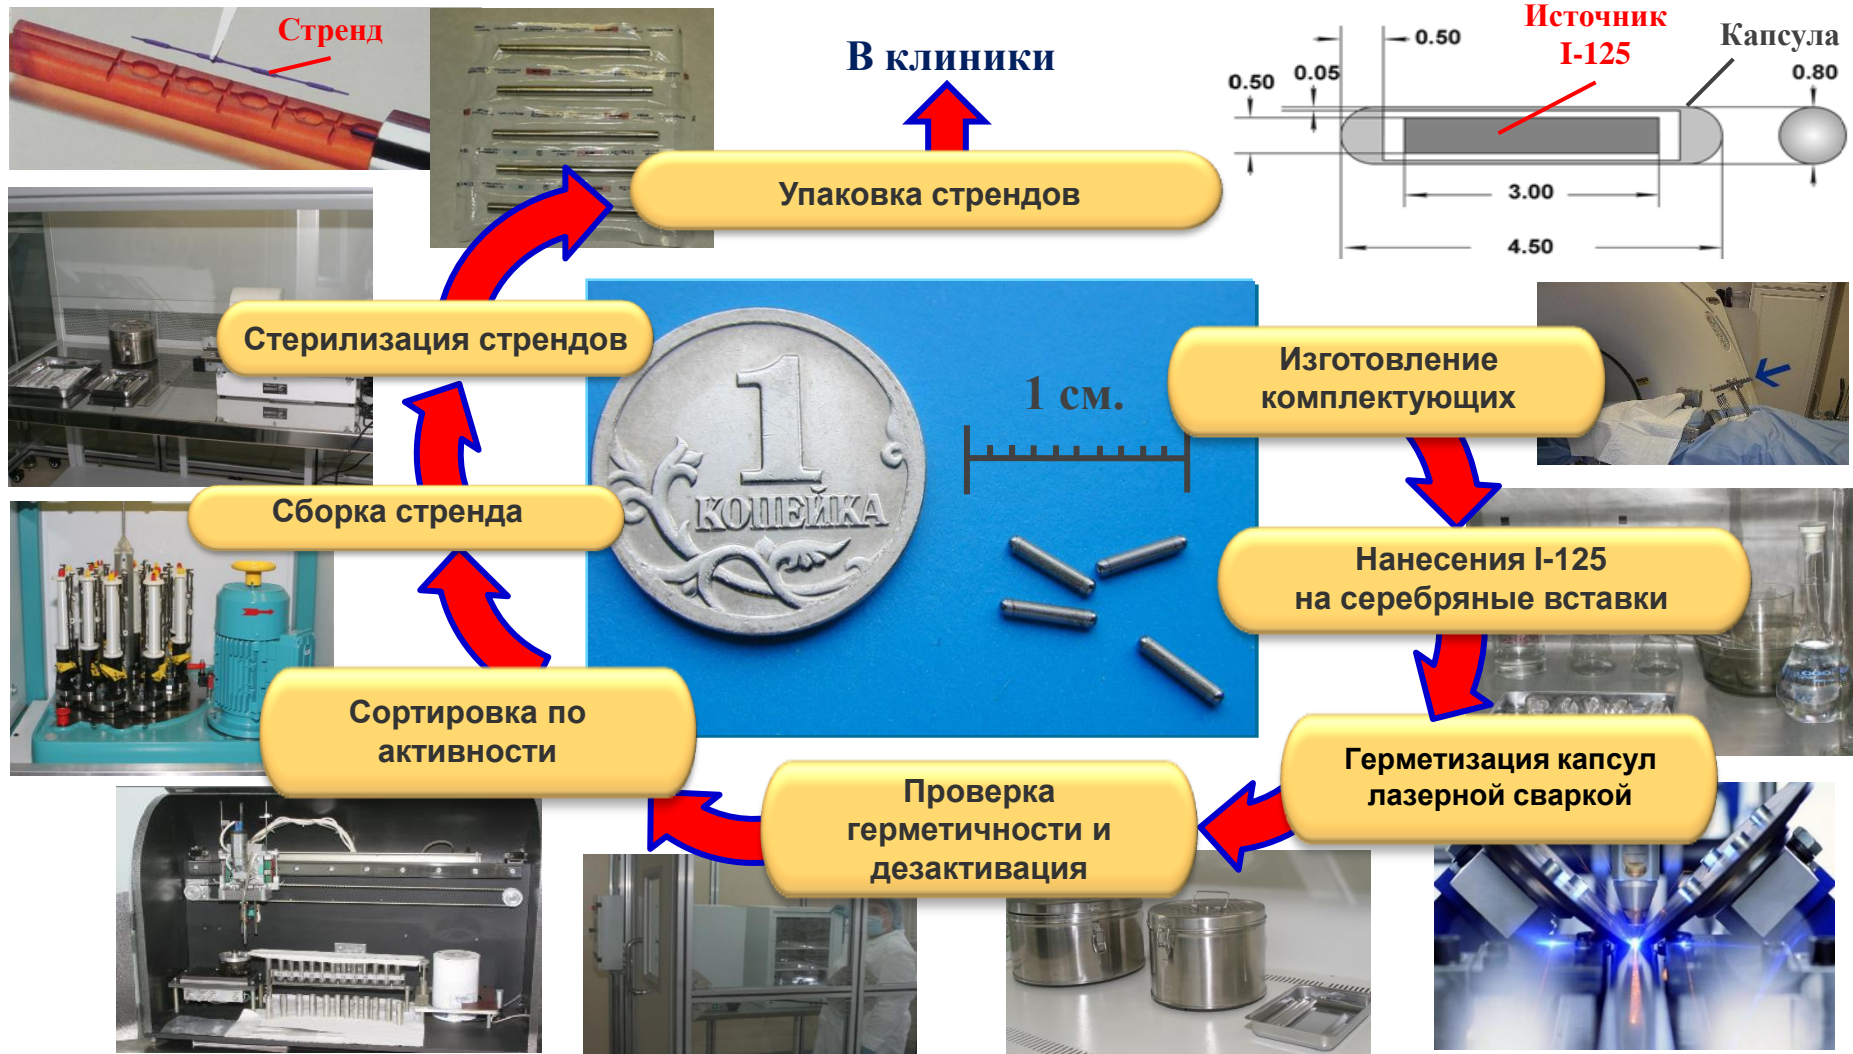 Стренд
В клиники
Источник
I-125
Капсула
0.50
0.50
0.05
0.80
3.00
4.50
Упаковка стрендов
Стерилизация стрендов
Изготовление
комплектующих
1 см.
1
КОПЕЙКА
Сборка стренда
Нанесения I-125
на серебряные вставки
Сортировка по
активности
Герметизация капсул
лазерной сваркой
Проверка
герметичности и
дезактивация